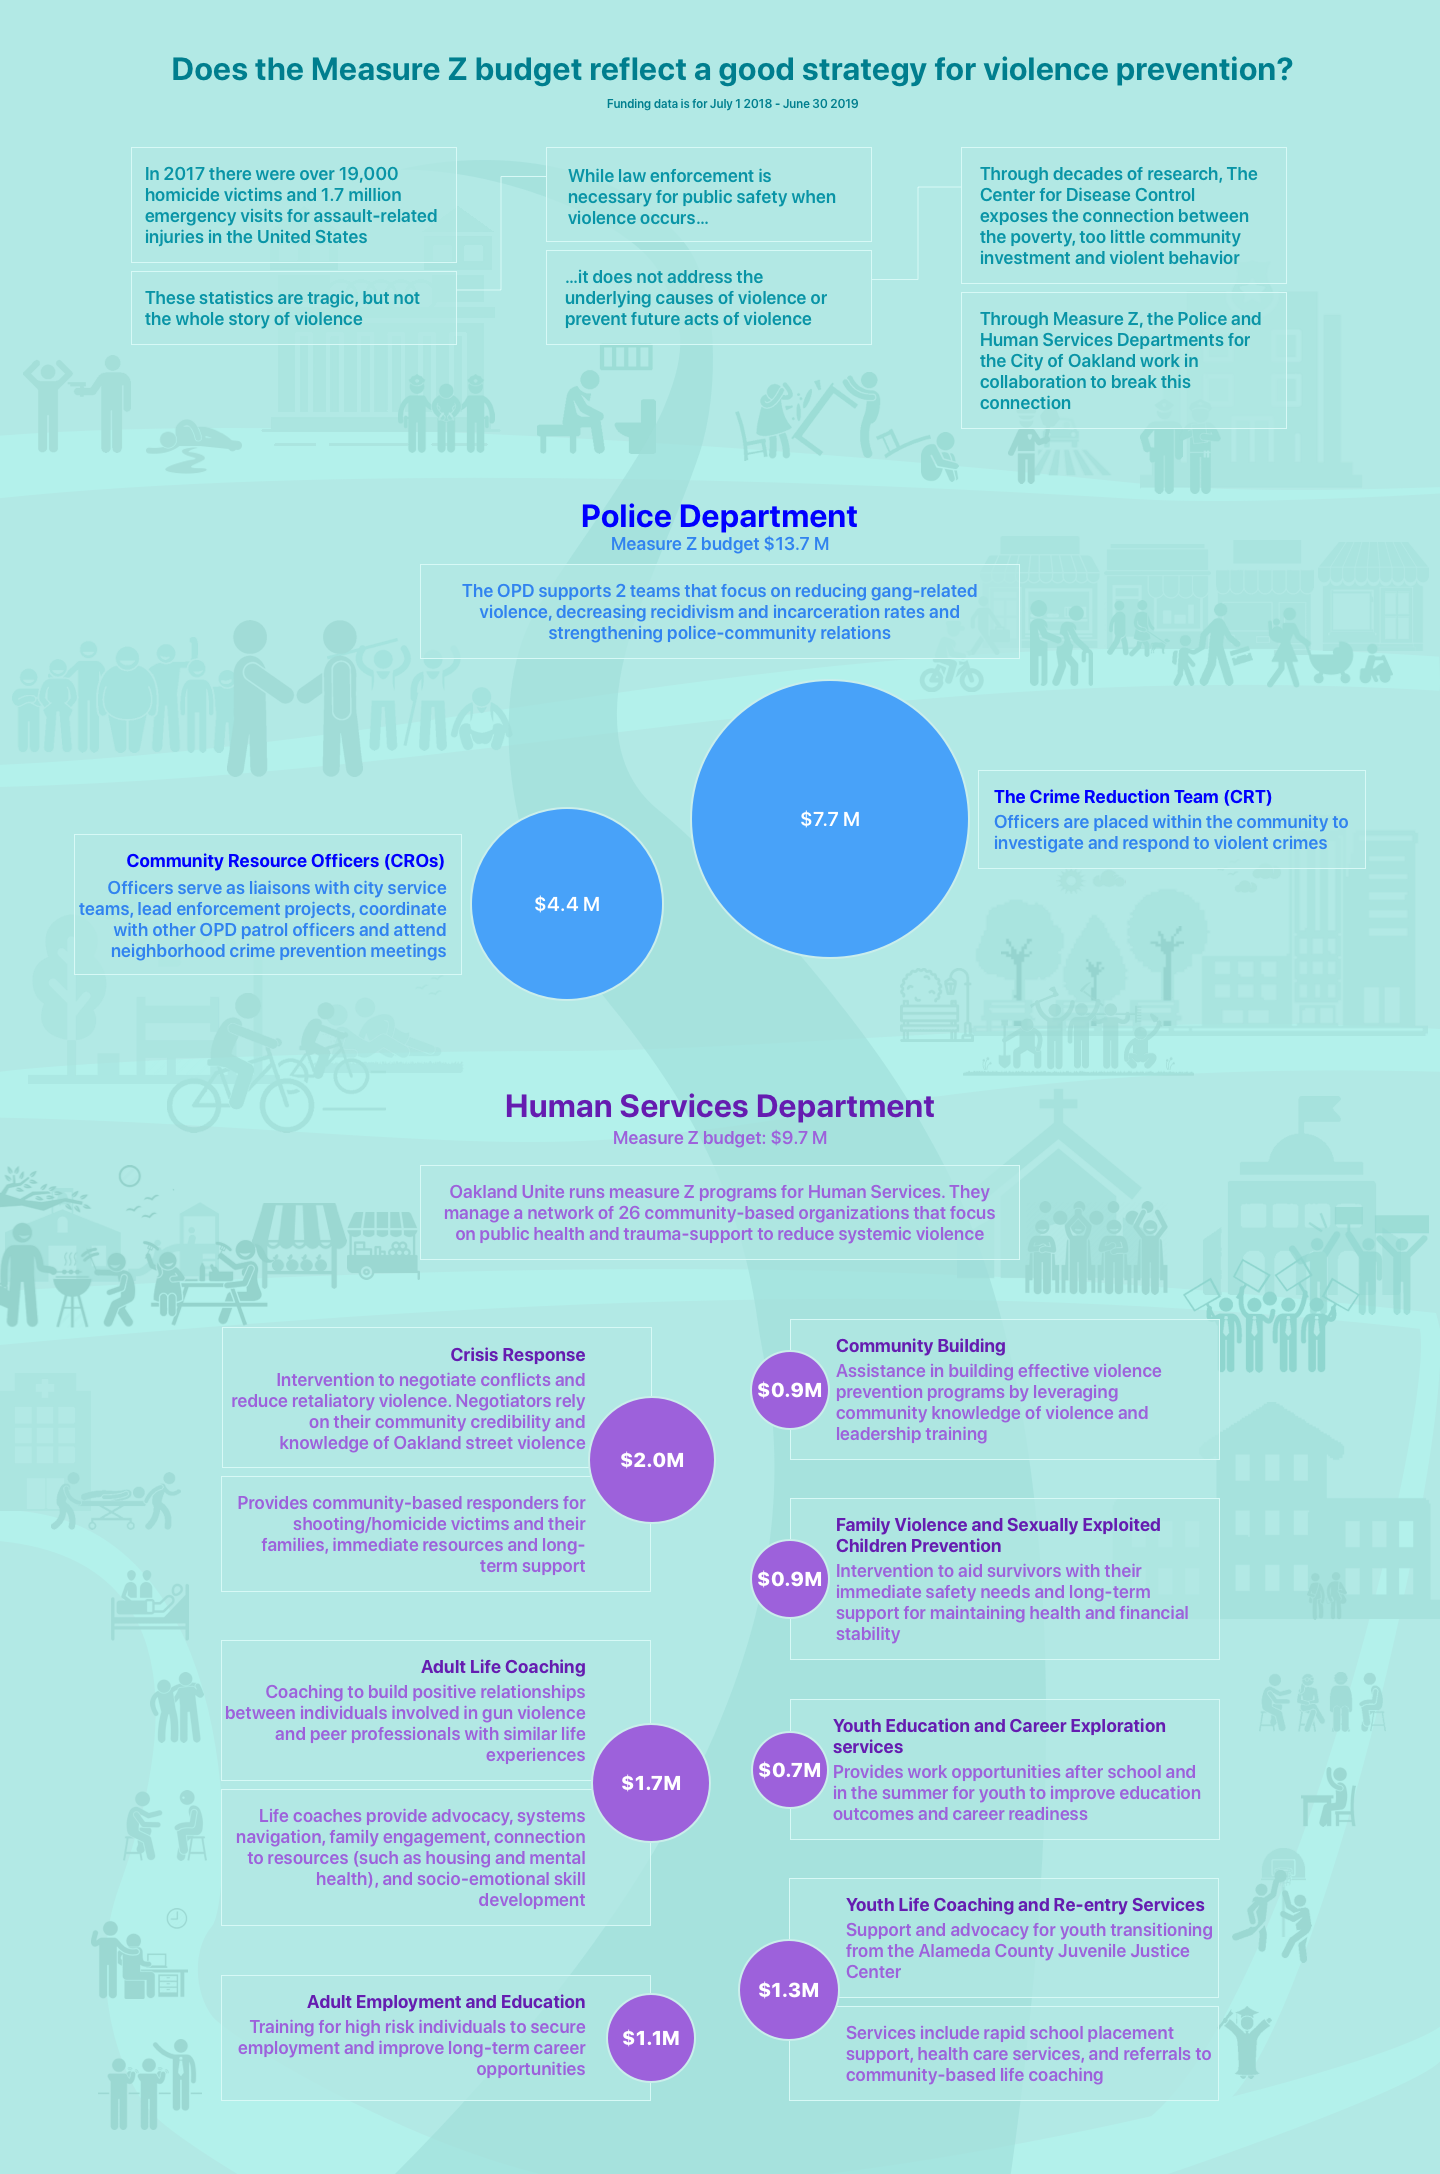 Does the Measure Z budget reflect a good strategy for violence prevention?
Funding data is for July 1 2018 - June 30 2019
In 2017 there were over 19,000
homicide victims and 1.7 million
emergency visits for assault-related
injuries in the United States
These statistics are tragic, but not
the whole story of violence
While law enforcement is
necessary for public safety when
violence occurs...
...it does not address the
underlying causes of violence or
prevent future acts of violence
Through decades of research, The
Center for Disease Control
exposes the connection between
the poverty, too little community
investment and violent behavior
Through Measure Z, the Police and
Human Services Departments for
the City of Oakland work in
collaboration to break this
connection
Police Department
Measure Z budget $13.7 M
The OPD supports 2 teams that focus on reducing gang-related
violence, decreasing recidivism and incarceration rates and
strengthening police-community relations
$7.7 M
The Crime Reduction Team (CRT)
Officers are placed within the community to
investigate and respond to violent crimes
Community Resource Officers (CROs)
Officers serve as liaisons with city service
teams, lead enforcement projects, coordinate
with other OPD patrol officers and attend
neighborhood crime prevention meetings
$4.4 M
Human Services Department
Measure Z budget: $9.7 M
Oakland Unite runs measure Z programs for Human Services. They
manage a network of 26 community-based organizations that focus
on public health and trauma-support to reduce systemic violence
Crisis Response
Intervention to negotiate conflicts and
reduce retaliatory violence. Negotiators rely
on their community credibility and
knowledge of Oakland street violence
Provides community-based responders for
shooting/homicide victims and their
families, immediate resources and long-
term support
$2.0M
Adult Life Coaching
Coaching to build positive relationships
between individuals involved in gun violence
and peer professionals with similar life
experiences
Life coaches provide advocacy, systems
navigation, family engagement, connection
to resources (such as housing and mental
health), and socio-emotional skill
development
$1.7M
Adult Employment and Education
Training for high risk individuals to secure
employment and improve long-term career
opportunities
$1.1M
$0.9M
Community Building
Assistance in building effective violence
prevention programs by leveraging
community knowledge of violence and
leadership training
$0.9M
Family Violence and Sexually Exploited
Children Prevention
Intervention to aid survivors with their
immediate safety needs and long-term
support for maintaining health and financial
stability
$0.7M
Youth Education and Career Exploration
services
Provides work opportunities after school and
in the summer for youth to improve education
outcomes and career readiness
$1.3M
Youth Life Coaching and Re-entry Services
Support and advocacy for youth transitioning
from the Alameda County Juvenile Justice
Center
Services include rapid school placement
support, health care services, and referrals to
community-based life coaching